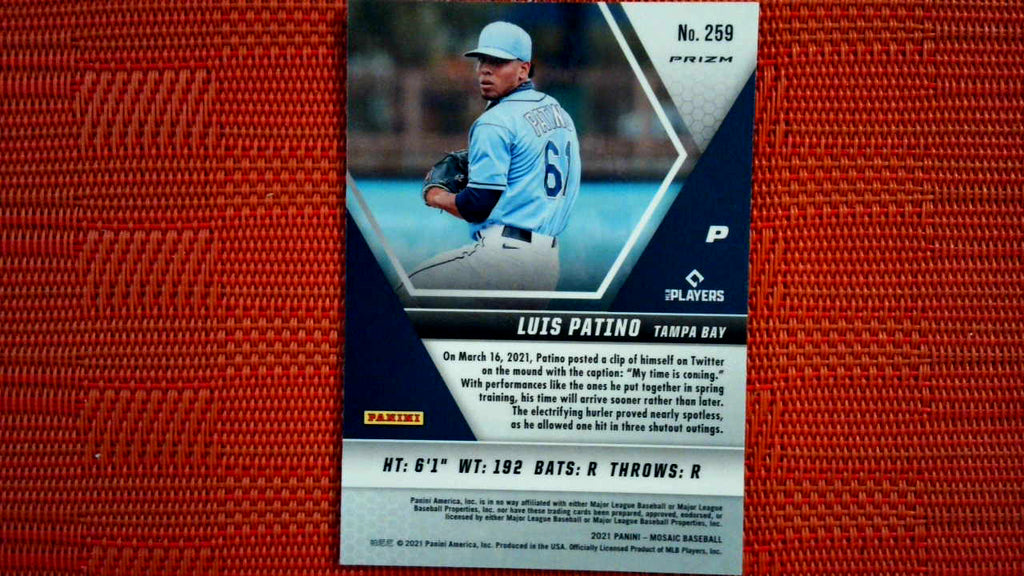 No. 259
PRIZM
PATINO
61
P
MLB PLAYERS
LUIS PATINO TAMPA BAY
On March 16, 2021, Patino posted a clip of himself on Twitter
on the mound with the caption: “My time is coming.”
With performances like the ones he put together in spring
training, his time will arrive sooner rather than later.
The electrifying hurler proved nearly spotless,
as he allowed one hit in three shutout outings.
PANINI
HT: 6'1" WT: 192 BATS: R THROWS: R
Panini America, Inc. is in no way affiliated with either Major League
Baseball or Major League Baseball Properties, Inc. nor have these trading cards been prepared, approved, endorsed, or
licensed by either Major League Baseball or Major League Baseball Properties, Inc.
2021 PANINI – MOSAIC BASEBALL
帕尼尼 © 2021 Panini America, Inc. Produced in the USA. Officially Licensed Product of MLB Players, Inc.